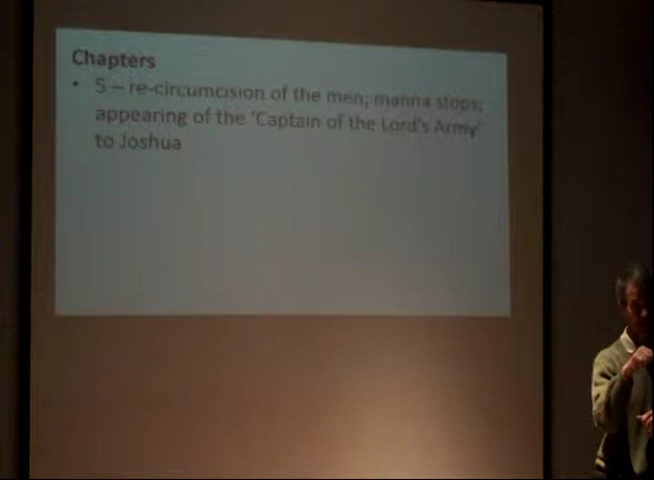 Chapters
• 5 – re-circumcision of the men; manna stops;
appearing of the 'Captain of the Lord's Army'
to Joshua